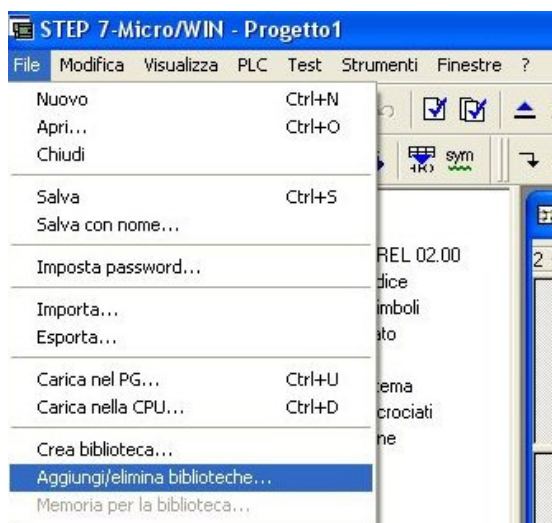 STEP 7-Micro/WIN - Progetto1
File Modifica Visualizza PLC Test Strumenti Finestre ?
Nuovo Ctrl+N
Apri... Ctrl+O
Chiudi
sym
Salva Ctrl+S
Salva con nome...
REL 02.00
2
Imposta password...
dice
Importa...
imboli
Esporta...
ato
Carica nel PG... Ctrl+U
tema
Carica nella CPU... Ctrl+D
crociati
ne
Crea biblioteca...
Aggiungi/elimina biblioteche...
Memoria per la biblioteca...